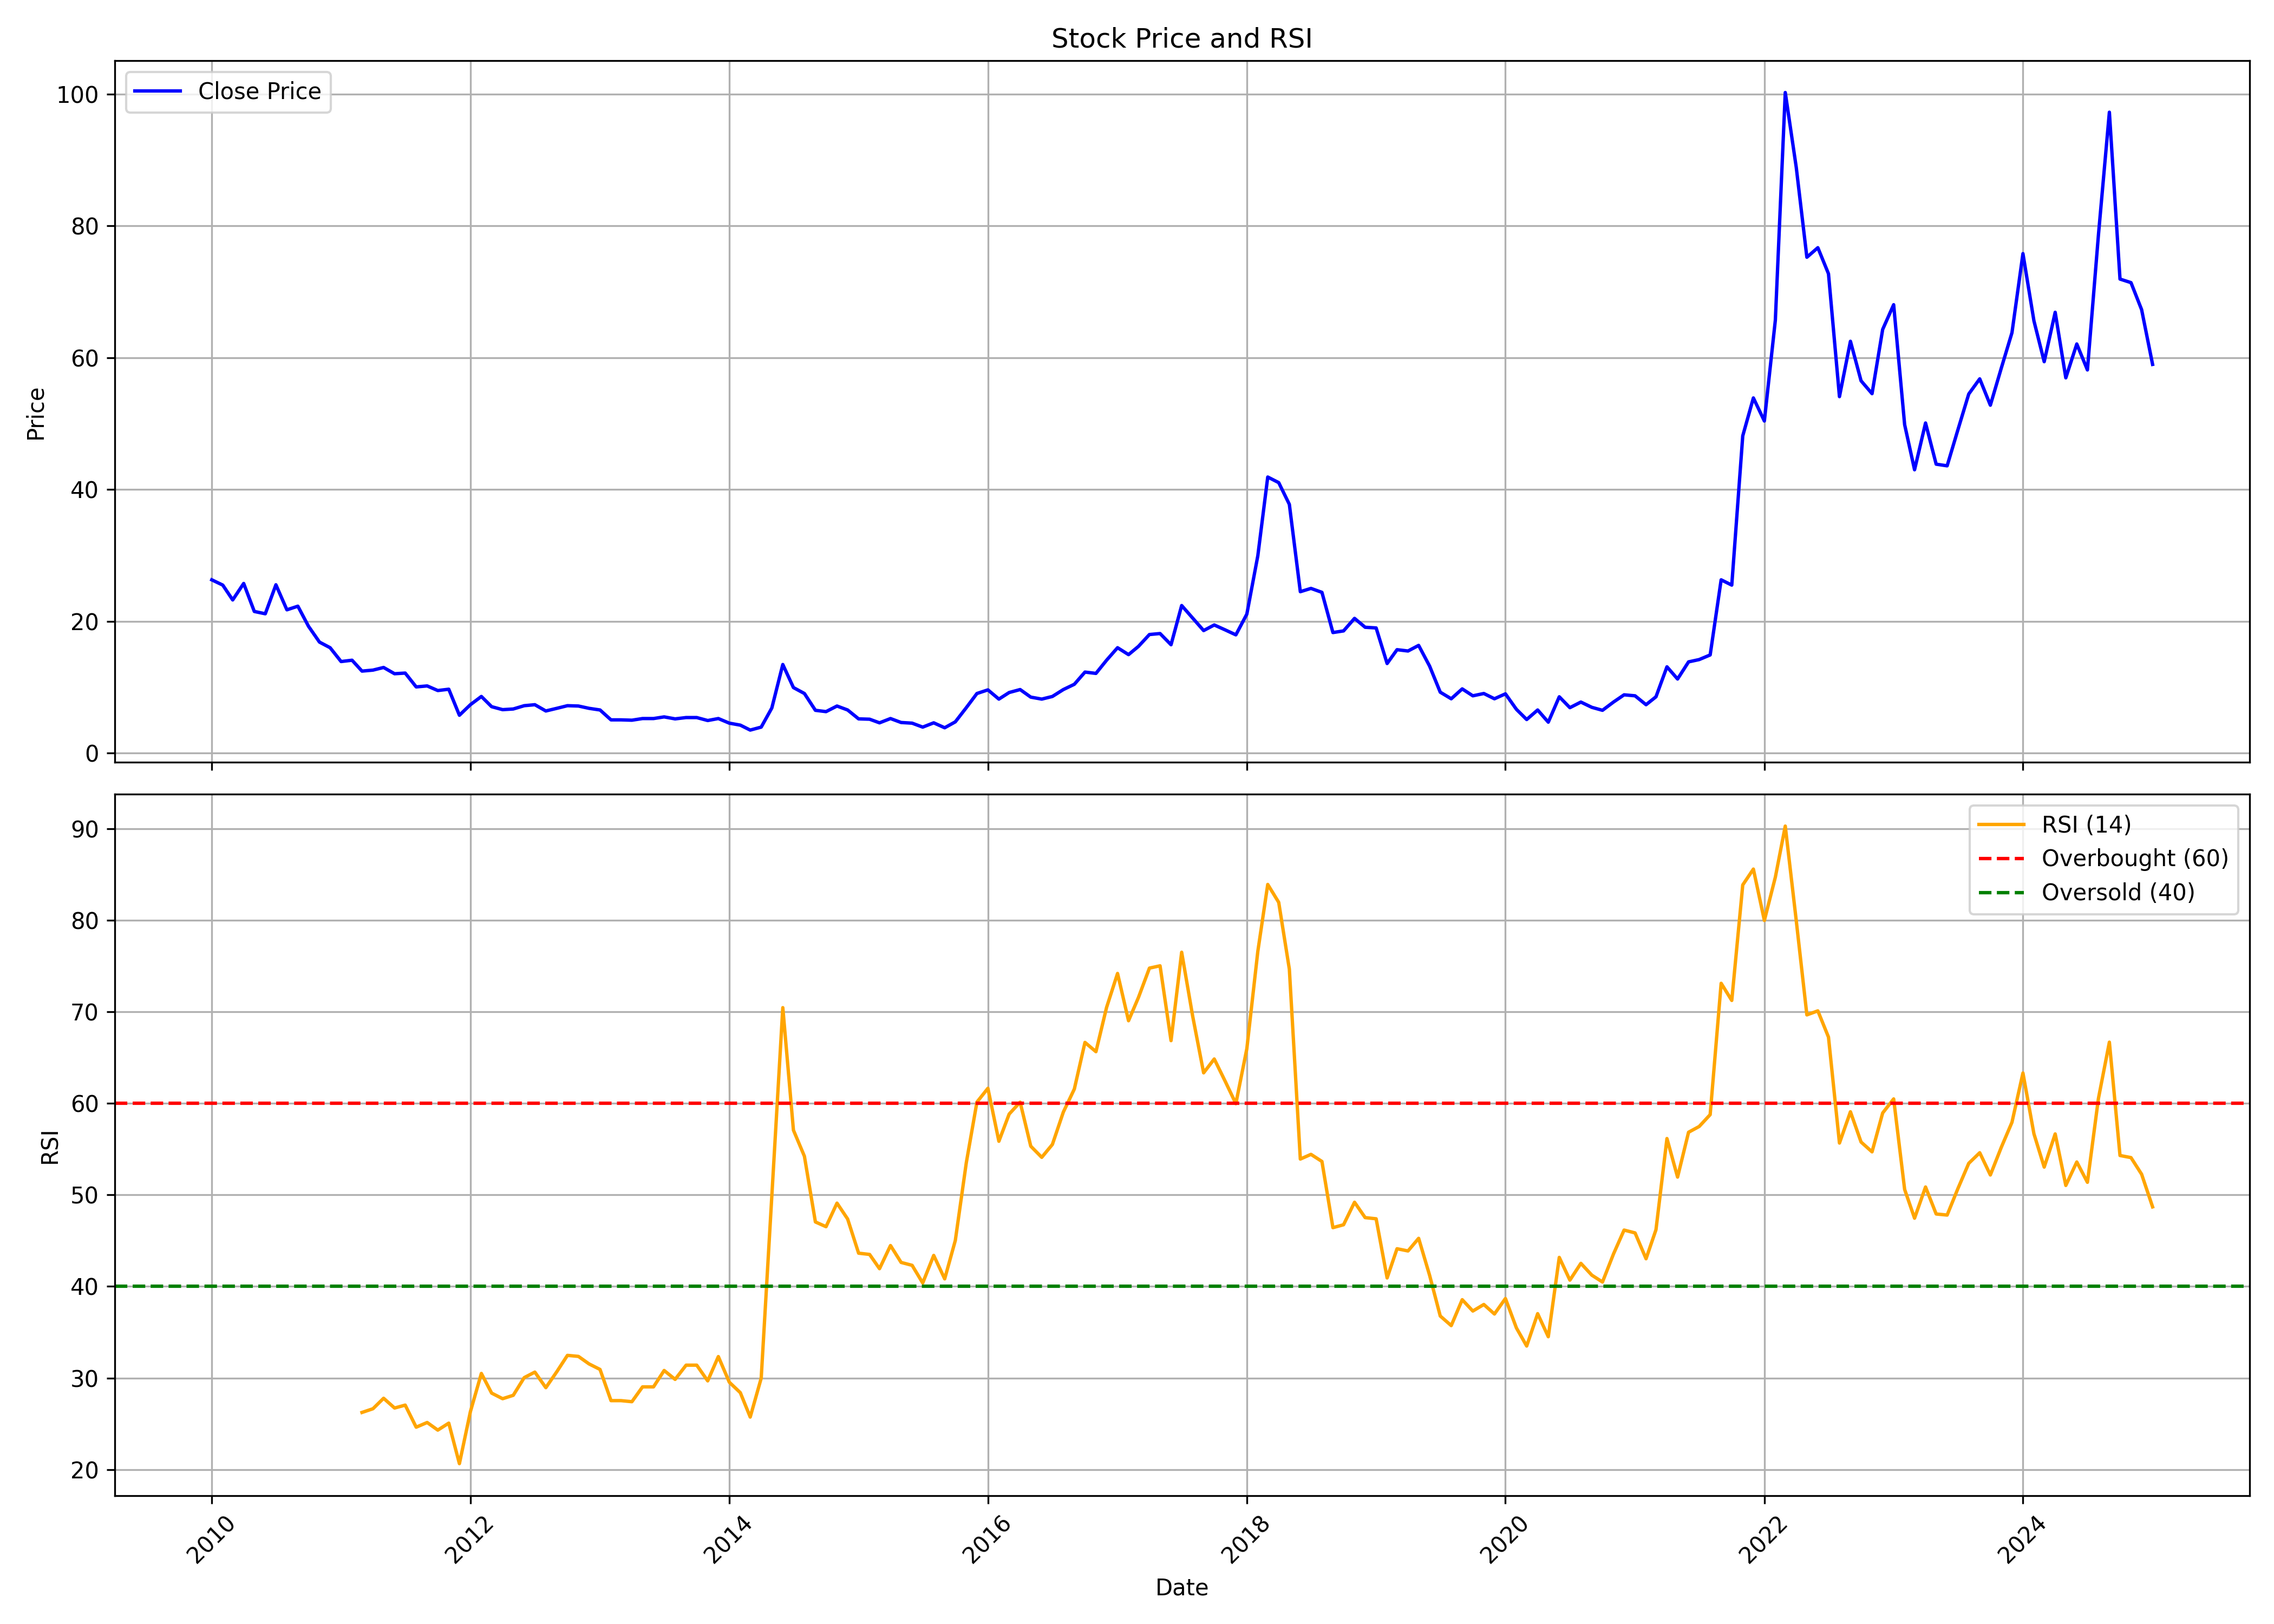 Stock Price and RSI
Close Price
100
80
60
40
20
0
Price
RSI (14)
Overbought (60)
Oversold (40)
90
80
70
60
50
40
30
20
RSI
2010
2012
2014
2016
2018
2020
2022
2024
Date